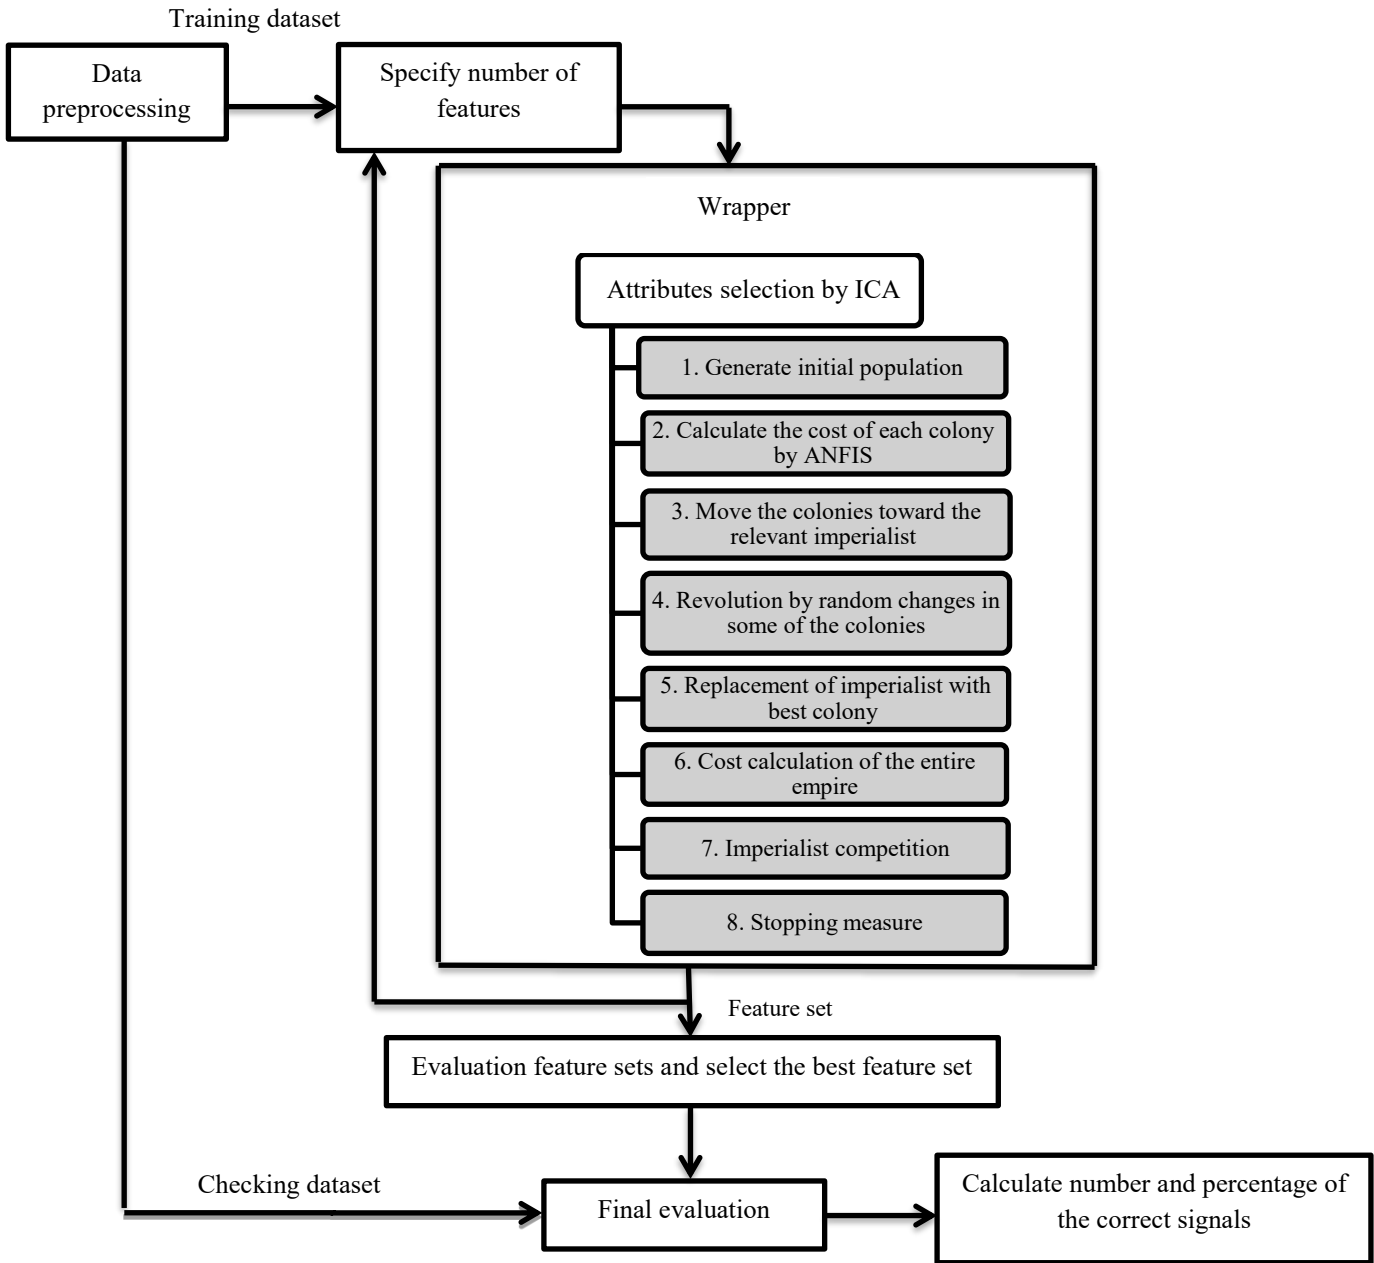 Training dataset
Data
preprocessing
Specify number of
features
Wrapper
Attributes selection by ICA
1. Generate initial population
2. Calculate the cost of each colony
by ANFIS
3. Move the colonies toward the
relevant imperialist
4. Revolution by random changes in
some of the colonies
5. Replacement of imperialist with
best colony
6. Cost calculation of the entire
empire
7. Imperialist competition
8. Stopping measure
Feature set
Evaluation feature sets and select the best feature set
Checking dataset
Final evaluation
Calculate number and percentage of
the correct signals